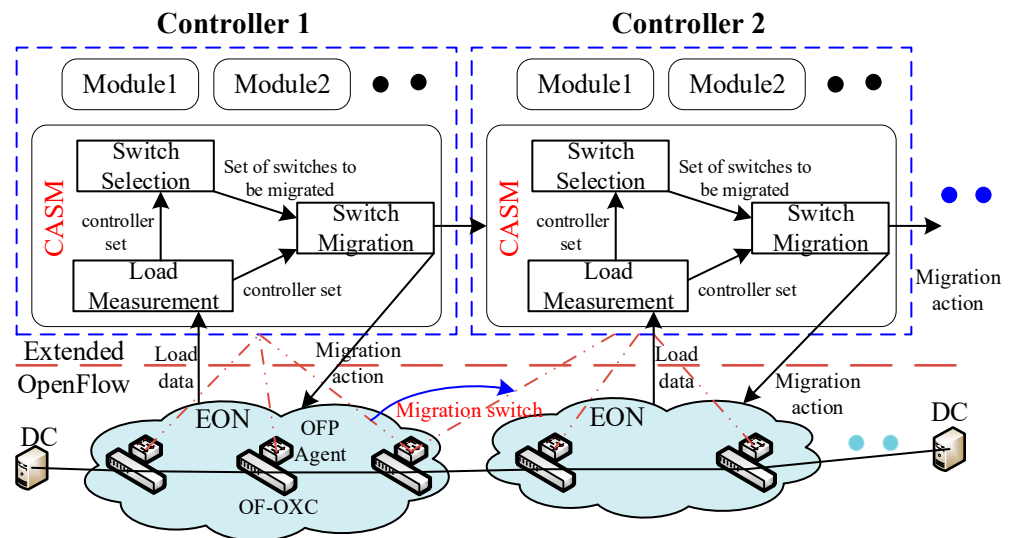 Controller 1
Controller 2
Module1
Module2
Module1
Module2
CASM
Switch
Selection
Set of switches to
be migrated
controller
set
Switch
Migration
Load
Measurement
controller set
CASM
Switch
Selection
Set of switches to
be migrated
controller
set
Switch
Migration
Load
Measurement
controller set
Migration
action
Extended
OpenFlow
Load
data
Migration
action
Load
data
Migration
action
Migration switch
EON
OFP
Agent
EON
DC
DC
OF-OXC